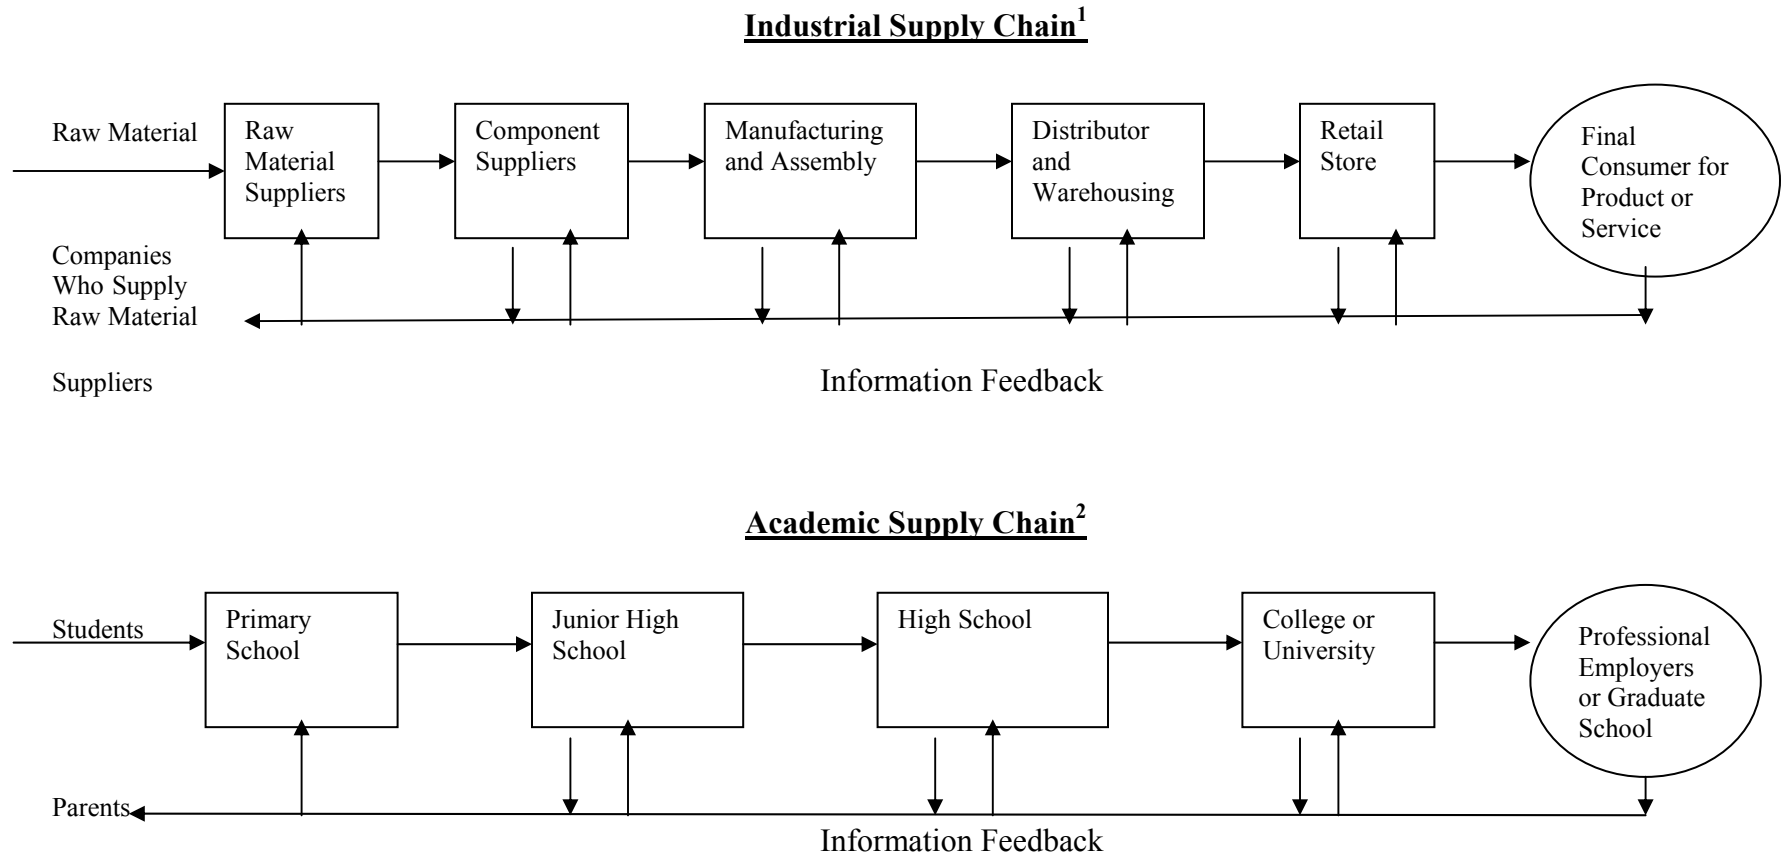 Industrial Supply Chain1
Raw Material
Raw
Material
Suppliers
Component
Suppliers
Manufacturing
and Assembly
Distributor
and
Warehousing
Retail
Store
Final
Consumer for
Product or
Service
Companies
Who Supply
Raw Material
Suppliers
Information Feedback
Academic Supply Chain2
Students
Primary
School
Junior High
School
High School
College or
University
Professional
Employers
or Graduate
School
Parents
Information Feedback